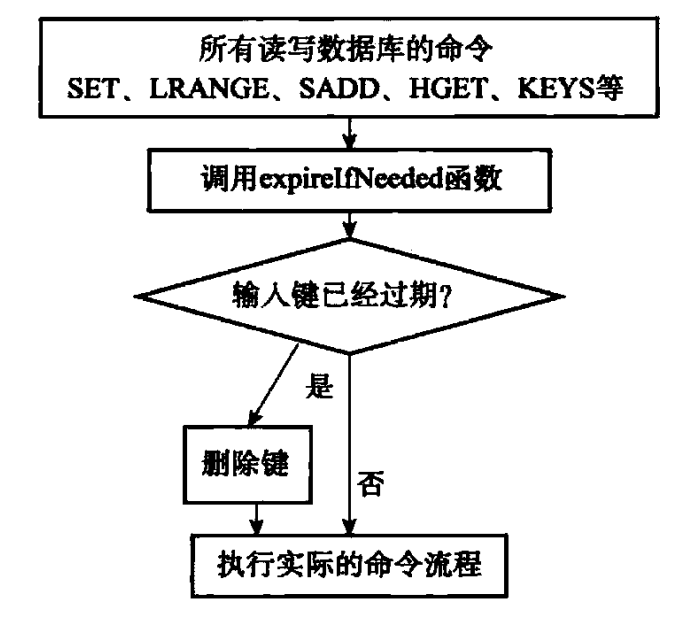 所有读写数据库的命令
SET、LRANGE、SADD、HGET、KEYS等
调用expireIfNeeded函数
输入键已经过期?
是
删除键
否
执行实际的命令流程